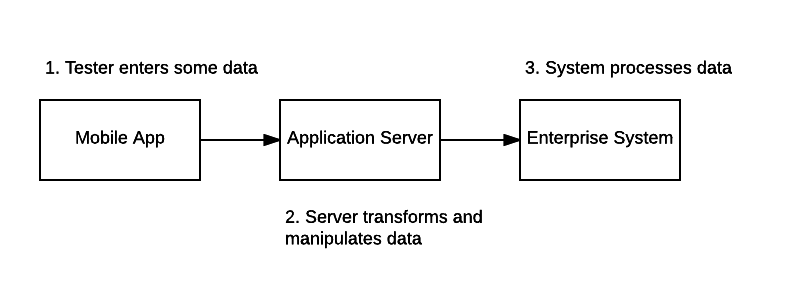 1. Tester enters some data
3. System processes data
Mobile App
Application Server
Enterprise System
2. Server transforms and
manipulates data